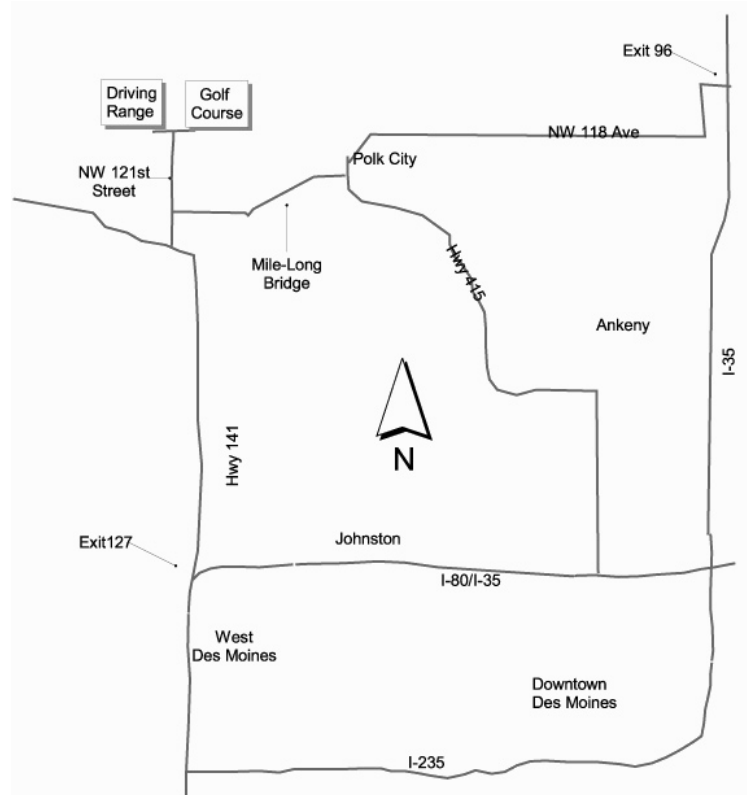 Exit 96
Driving
Range
Golf
Course
NW 118 Ave
Polk City
NW 121st
Street
Mile-Long
Bridge
Hwy 415
Ankeny
I-35
N
Hwy 141
Johnston
Exit127
I-80/I-35
West
Des Moines
Downtown
Des Moines
I-235